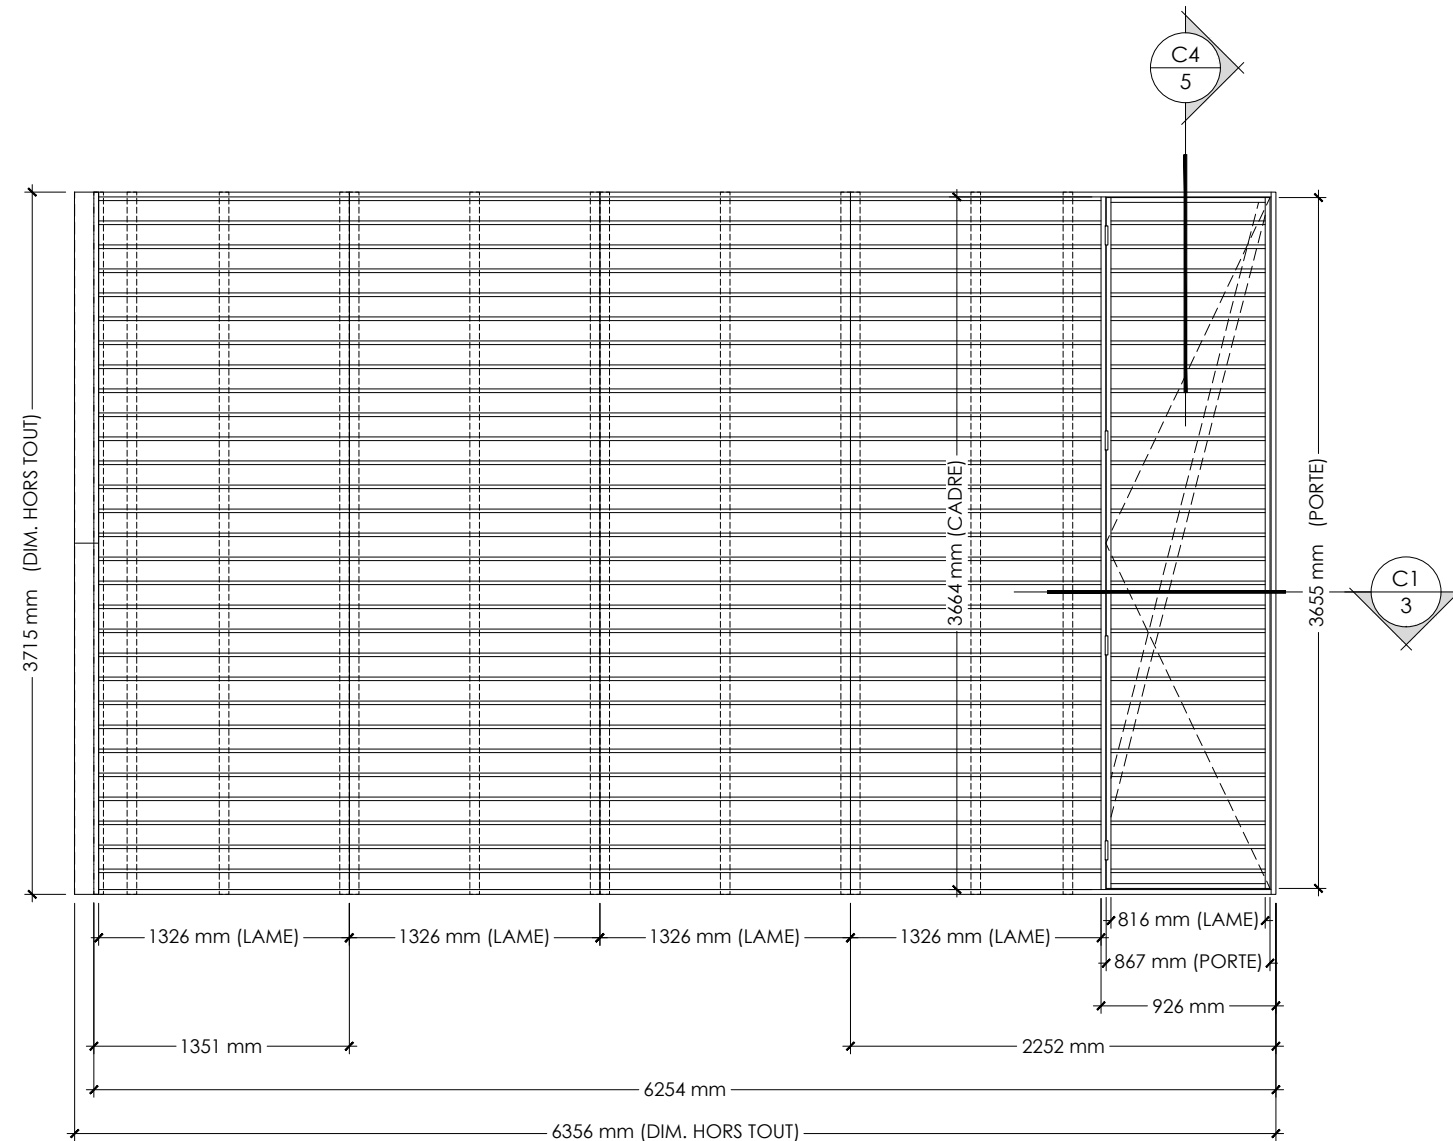 C4
5
3715 mm (DIM. HORS TOUT)
3664 mm (CADRE)
3655 mm (PORTE)
C1
3
1326 mm (LAME)
1326 mm (LAME)
1326 mm (LAME)
1326 mm (LAME)
816 mm (LAME)
867 mm (PORTE)
926 mm
1351 mm
2252 mm
6254 mm
6356 mm (DIM. HORS TOUT)